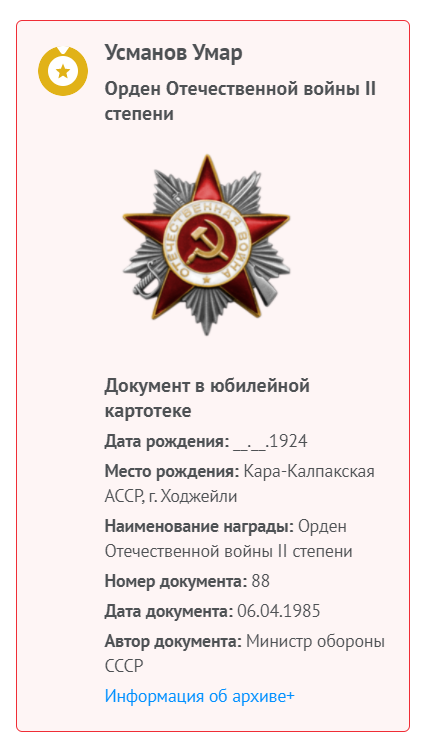 Усманов Умар
Орден Отечественной войны II
степени
ОТЕЧЕСТВЕННАЯ ВОЙНА
Документ в юбилейной
картотеке
Дата рождения: __.__.1924
Место рождения: Кара-Калпакская
АССР, г. Ходжейли
Наименование награды: Орден
Отечественной войны II степени
Номер документа: 88
Дата документа: 06.04.1985
Автор документа: Министр обороны
СССР
Информация об архиве+